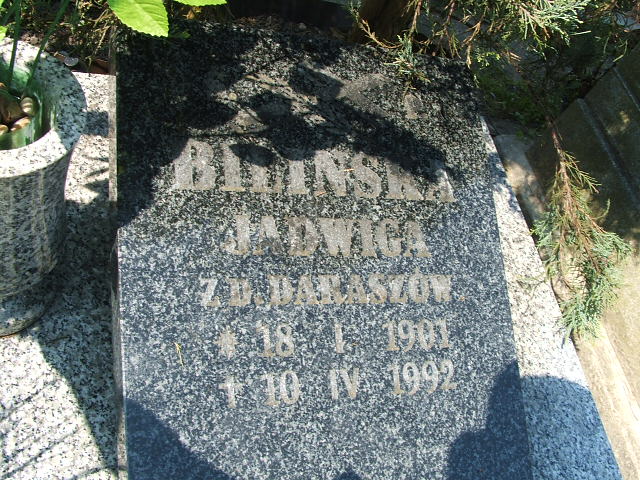 BILIŃSKA
JADWIGA
Z D. DARASZÓW
* 18 I 1901
† 10 IV 1992